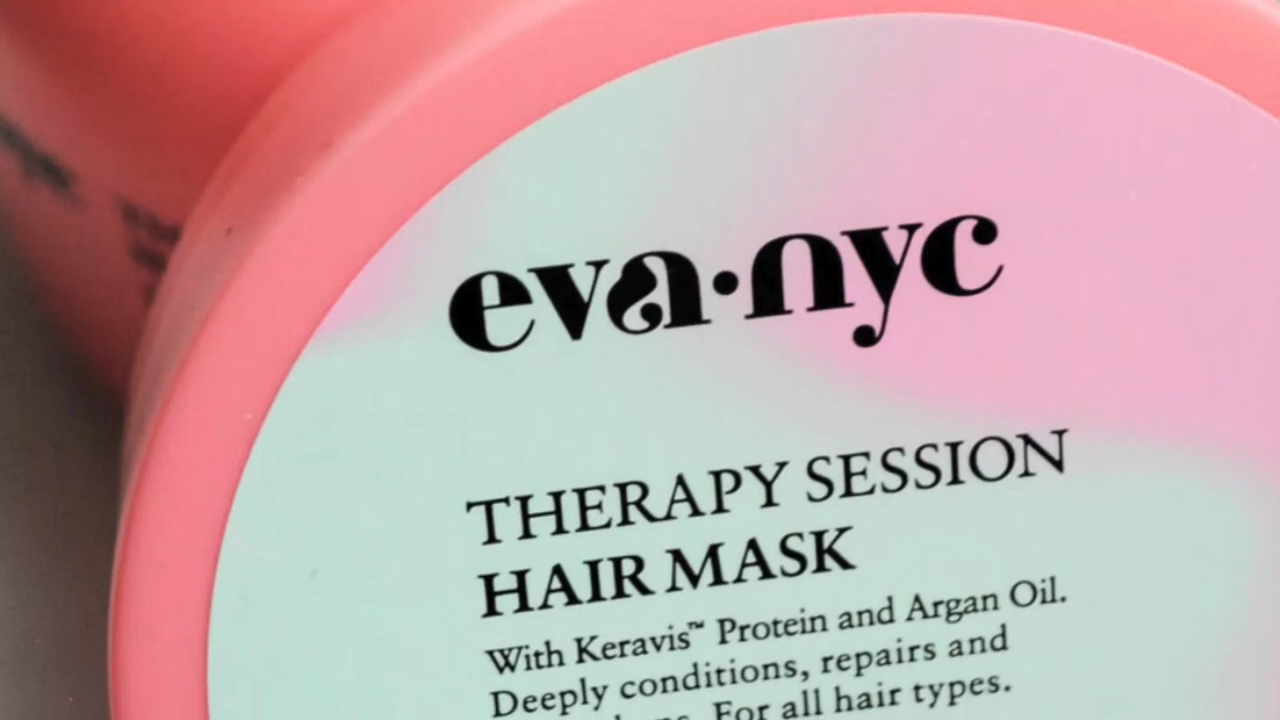 eva·nyc
THERAPY SESSION
HAIR MASK
With Keravis™ Protein and Argan Oil.
Deeply conditions, repairs and
For all hair types.